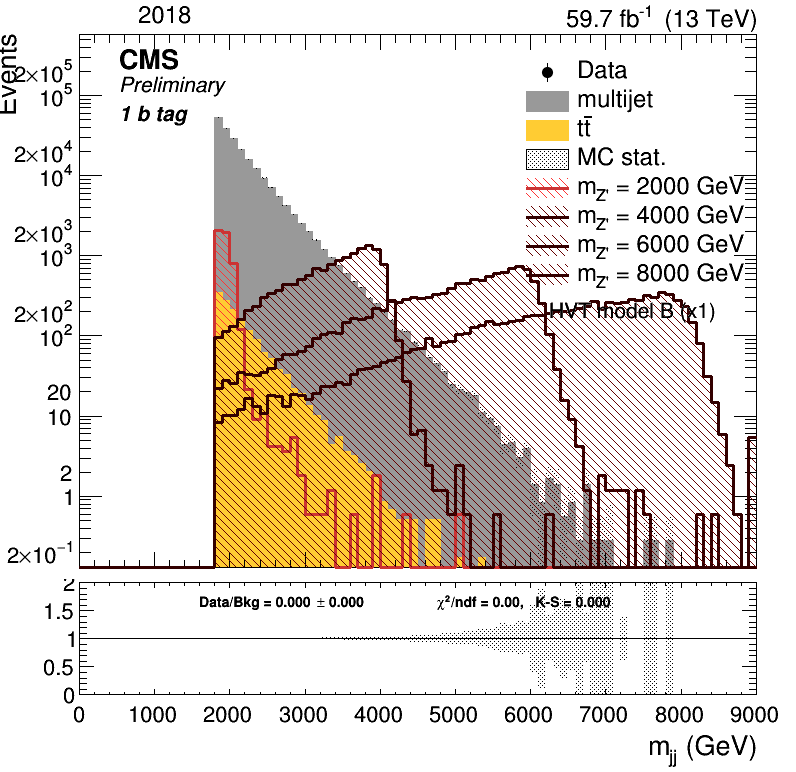 2018
59.7 fb⁻¹ (13 TeV)
CMS
Preliminary
1 b tag
Data
multijet
tt̄
MC stat.
m_Z' = 2000 GeV
m_Z' = 4000 GeV
m_Z' = 6000 GeV
m_Z' = 8000 GeV
HVT model B (x1)
Events
2×10⁵
10⁵
2×10⁴
10⁴
2×10³
10³
2×10²
10²
20
10
2
1
2×10⁻¹
2
1.5
1
0.5
0
Data/Bkg = 0.000 ± 0.000
χ²/ndf = 0.00, K-S = 0.000
0 1000 2000 3000 4000 5000 6000 7000 8000 9000
m_jj (GeV)